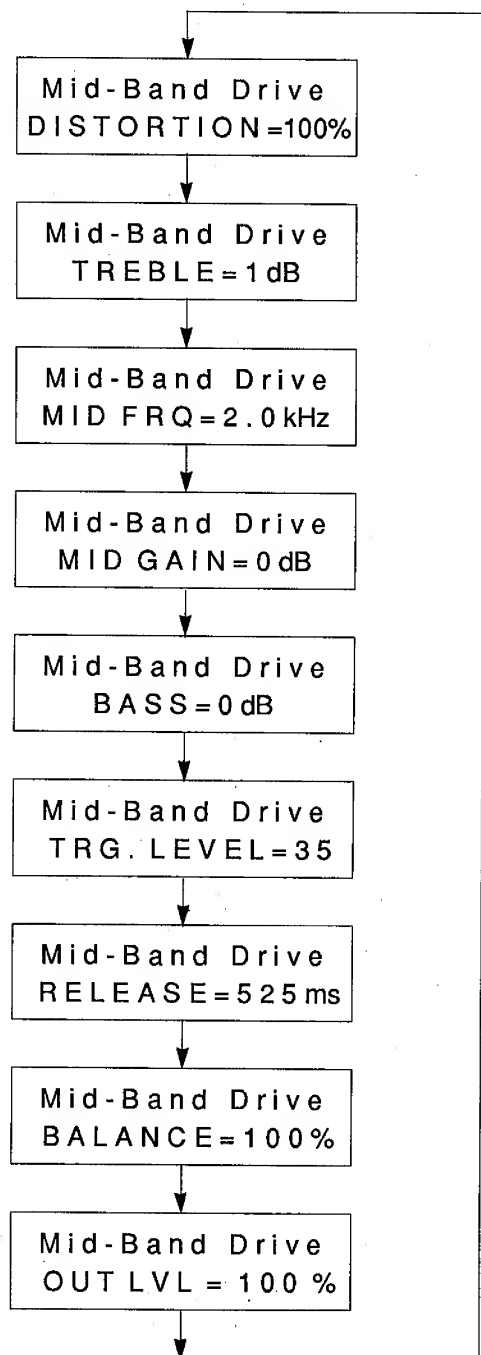 Mid-Band Drive
DISTORTION=100%
Mid-Band Drive
TREBLE=1dB
Mid-Band Drive
MID FRQ=2.0kHz
Mid-Band Drive
MID GAIN=0dB
Mid-Band Drive
BASS=0dB
Mid-Band Drive
TRG. LEVEL=35
Mid-Band Drive
RELEASE=525ms
Mid-Band Drive
BALANCE=100%
Mid-Band Drive
OUT LVL = 100 %